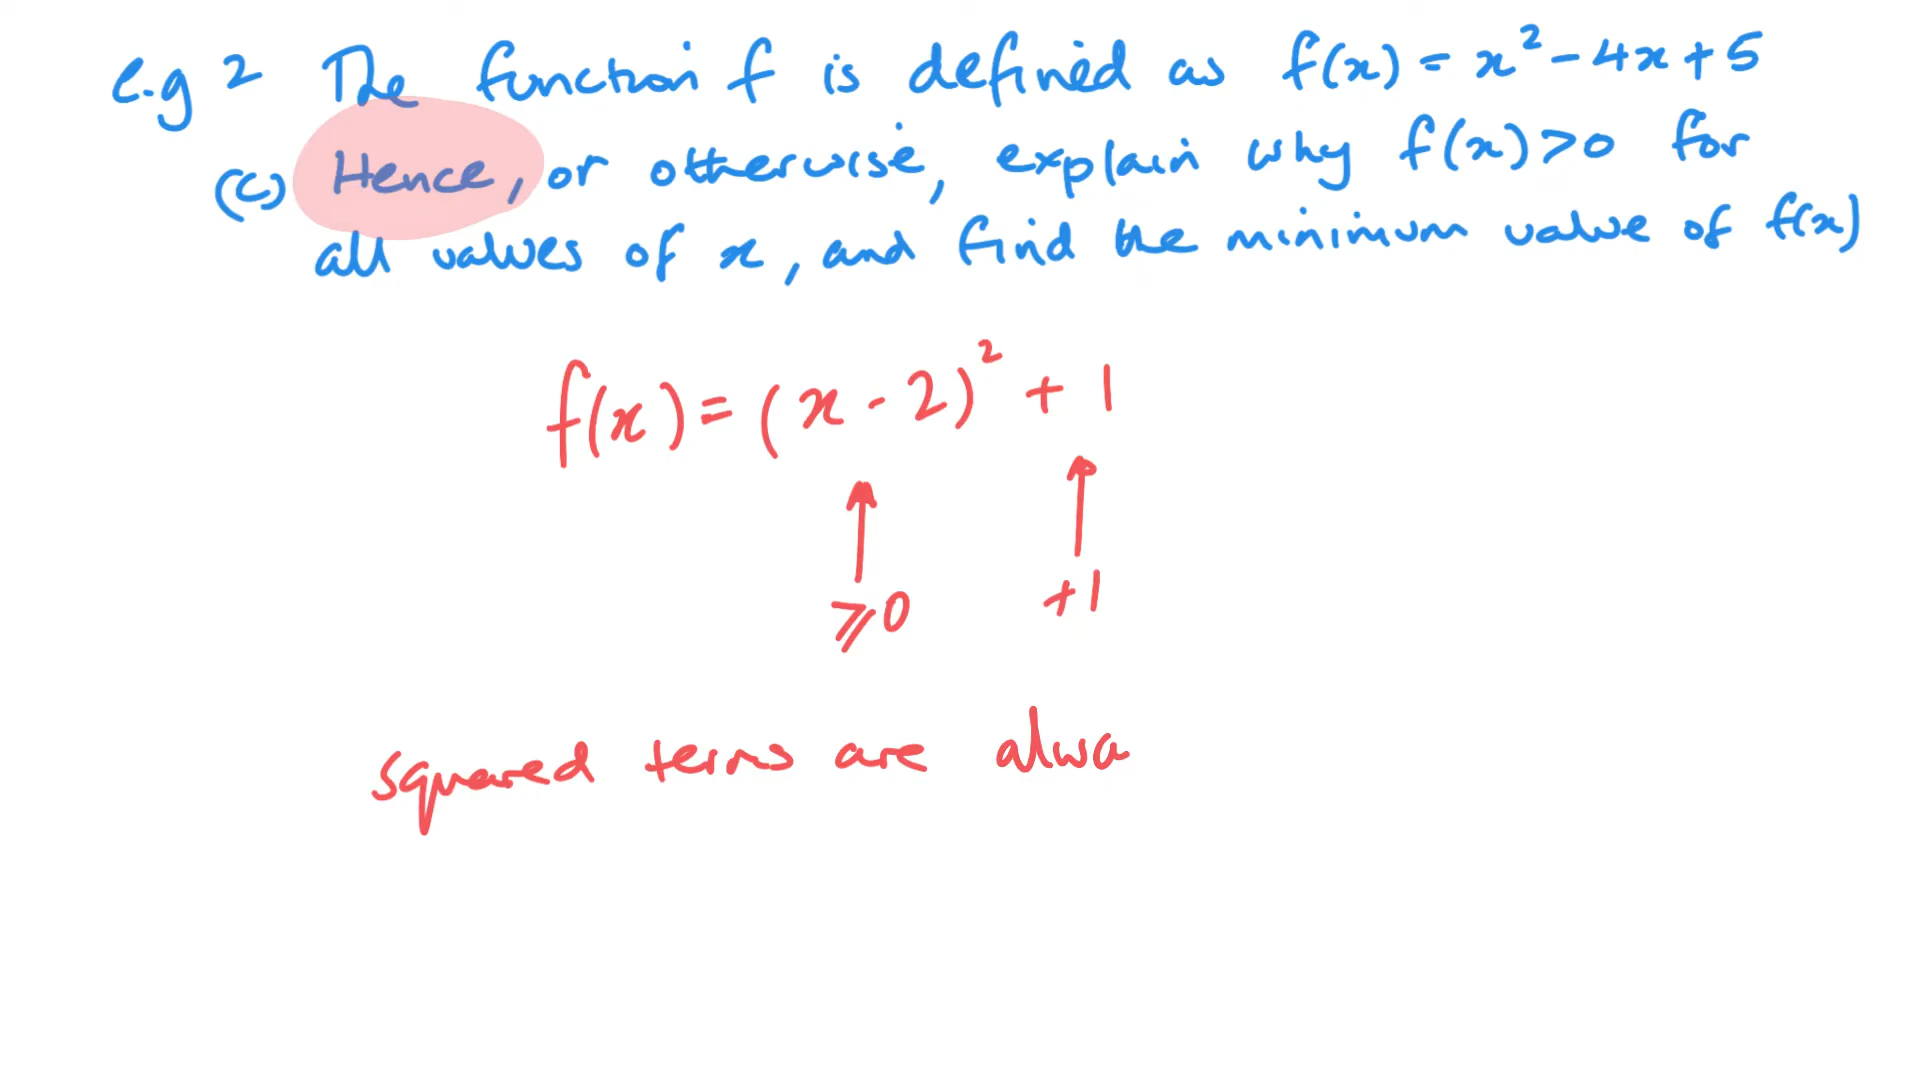 e.g 2 The function f is defined as f(x) = x² - 4x + 5
(c) Hence, or otherwise, explain why f(x) > 0 for
all values of x, and find the minimum value of f(x)
f(x) = (x - 2)² + 1
⩾0 +1
squared terms are alwa